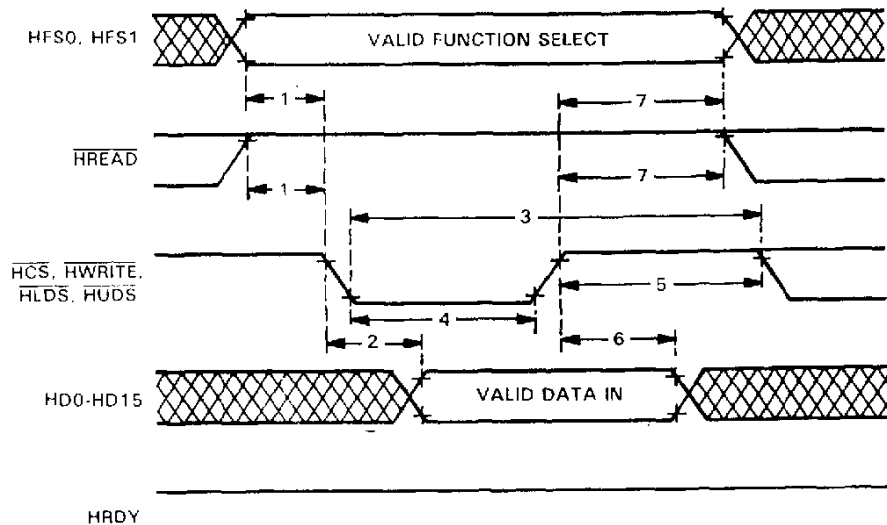 HFS0, HFS1
VALID FUNCTION SELECT
1
7
HREAD
1
7
3
HCS, HWRITE,
HLDS, HUDS
5
4
2
6
HD0-HD15
VALID DATA IN
HRDY